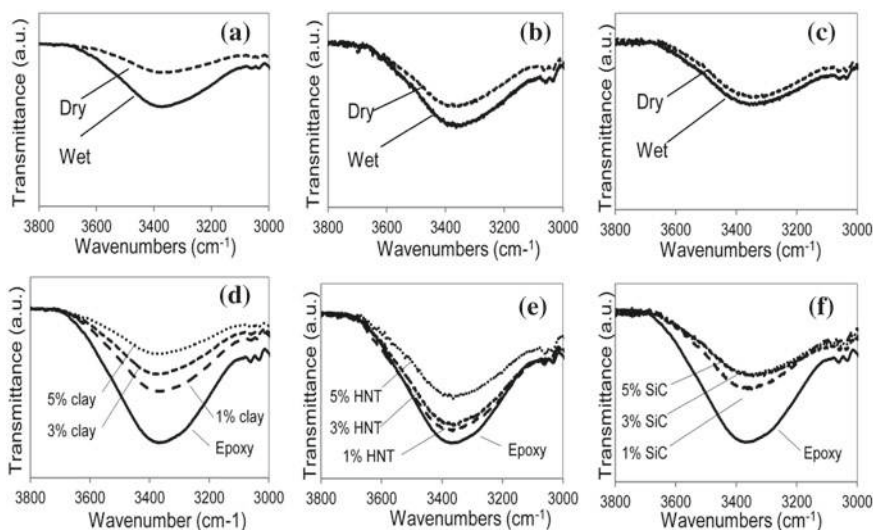 (a)
Transmittance (a.u.)
Dry
Wet
3800 3600 3400 3200 3000
Wavenumbers (cm-1)
(b)
Transmittance (a.u.)
Dry
Wet
3800 3600 3400 3200 3000
Wavenumbers (cm-1)
(c)
Transmittance (a.u.)
Dry
Wet
3800 3600 3400 3200 3000
Wavenumbers (cm-1)
(d)
Transmittance (a.u.)
5% clay
3% clay
1% clay
Epoxy
3800 3600 3400 3200 3000
Wavenumber (cm-1)
(e)
Transmittance (a.u.)
5% HNT
3% HNT
1% HNT
Epoxy
3800 3600 3400 3200 3000
Wavenumbers (cm-1)
(f)
Transmittance (a.u.)
5% SiC
3% SiC
1% SiC
Epoxy
3800 3600 3400 3200 3000
Wavenumbers (cm-1)